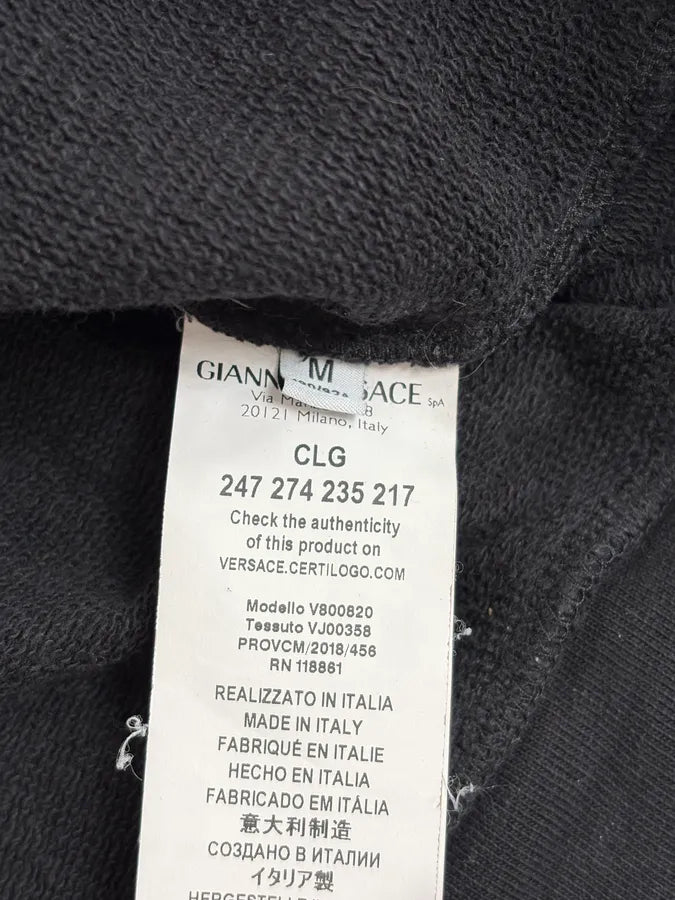 M
GIANN ACE SpA
Via 8
20121 Milano, Italy
CLG
247 274 235 217
Check the authenticity
of this product on
VERSACE.CERTILOGO.COM
Modello V800820
Tessuto VJ00358
PROVCM/2018/456
RN 118861
REALIZZATO IN ITALIA
MADE IN ITALY
FABRIQUÉ EN ITALIE
HECHO EN ITALIA
FABRICADO EM ITÁLIA
意大利制造
СОЗДАНО В ИТАЛИИ
イタリア製